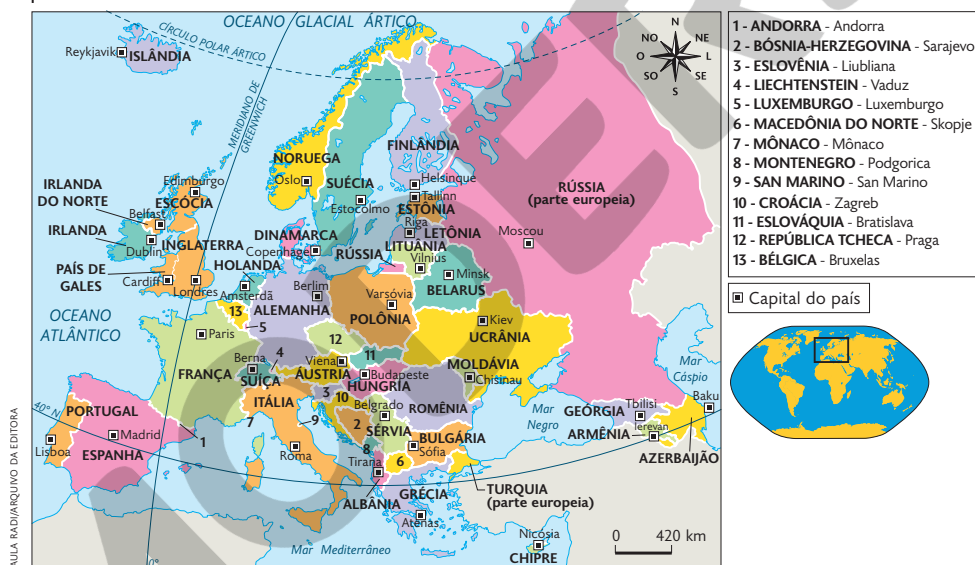 OCEANO GLACIAL ÁRTICO
CÍRCULO POLAR ÁRTICO
Reykjavik
ISLÂNDIA
MERIDIANO DE
GREENWICH
N
NO
NE
O
L
SO
SE
S
NORUEGA
Oslo
SUÉCIA
Estocolmo
FINLÂNDIA
Helsinque
Tallinn
ESTÔNIA
Riga
LETÔNIA
LITUÂNIA
Vilnius
RÚSSIA
(parte europeia)
Moscou
IRLANDA
DO NORTE
Belfast
Edimburgo
ESCÓCIA
IRLANDA
Dublin
INGLATERRA
PAÍS DE
GALES
Cardiff
Londres
DINAMARCA
Copenhage
HOLANDA
Amsterdã
RÚSSIA
Minsk
BELARUS
Berlim
ALEMANHA
Varsóvia
POLÔNIA
Kiev
UCRÂNIA
OCEANO
ATLÂNTICO
13
5
Paris
FRANÇA
Berna
SUÍÇA
4
12
Viena
ÁUSTRIA
11
Budapeste
HUNGRIA
MOLDÁVIA
Chisinau
ROMÊNIA
ITÁLIA
3
10
Belgrado
2
SÉRVIA
BULGÁRIA
Sófia
8
6
7
9
Roma
Tirana
ALBÂNIA
GRÉCIA
Atenas
40° N
PORTUGAL
Lisboa
Madrid
ESPANHA
1
Mar
Negro
Mar
Cáspio
GEÓRGIA
Tbilisi
Baku
ARMÊNIA
Ierevan
AZERBAIJÃO
TURQUIA
(parte europeia)
Mar Mediterrâneo
0°
Nicósia
CHIPRE
0
420 km
1 - ANDORRA - Andorra
2 - BÓSNIA-HERZEGOVINA - Sarajevo
3 - ESLOVÊNIA - Liubliana
4 - LIECHTENSTEIN - Vaduz
5 - LUXEMBURGO - Luxemburgo
6 - MACEDÔNIA DO NORTE - Skopje
7 - MÔNACO - Mônaco
8 - MONTENEGRO - Podgorica
9 - SAN MARINO - San Marino
10 - CROÁCIA - Zagreb
11 - ESLOVÁQUIA - Bratislava
12 - REPÚBLICA TCHECA - Praga
13 - BÉLGICA - Bruxelas
Capital do país
AULA RADI/ARQUIVO DA EDITORA